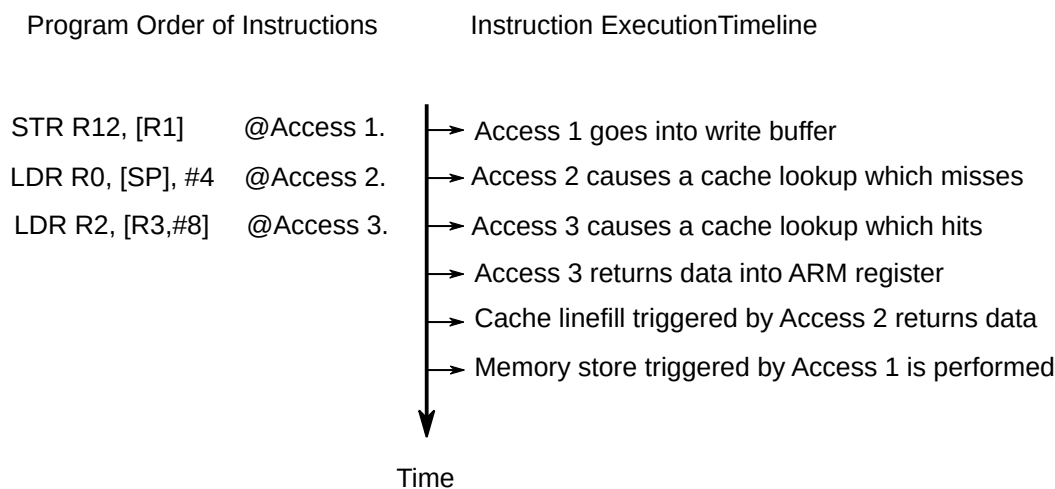 Program Order of Instructions Instruction ExecutionTimeline
STR R12, [R1] @Access 1. Access 1 goes into write buffer
LDR R0, [SP], #4 @Access 2. Access 2 causes a cache lookup which misses
LDR R2, [R3,#8] @Access 3. Access 3 causes a cache lookup which hits
Access 3 returns data into ARM register
Cache linefill triggered by Access 2 returns data
Memory store triggered by Access 1 is performed
Time